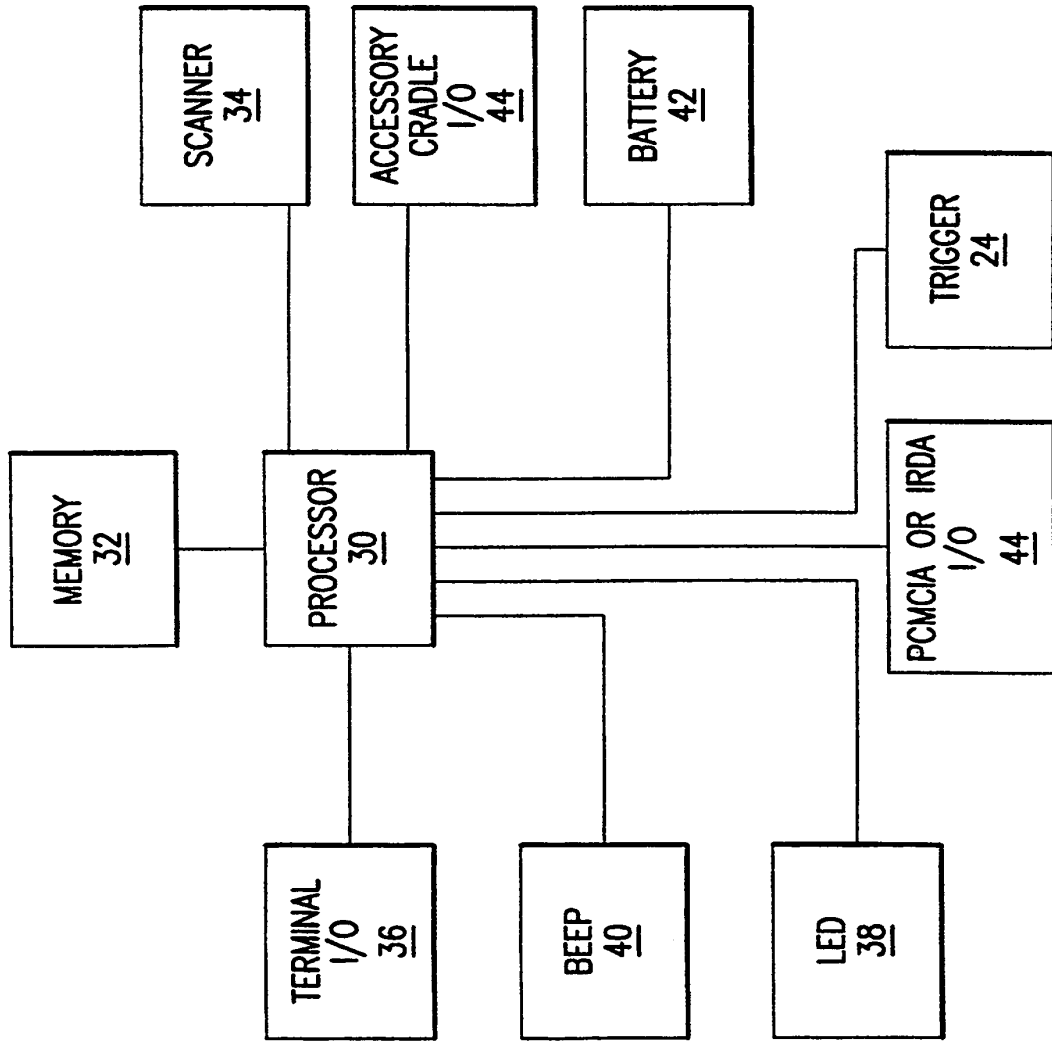 MEMORY
32
SCANNER
34
ACCESSORY
CRADLE
I/O
44
BATTERY
42
PROCESSOR
30
TERMINAL
I/O
36
BEEP
40
LED
38
PCMCIA OR IRDA
I/O
44
TRIGGER
24